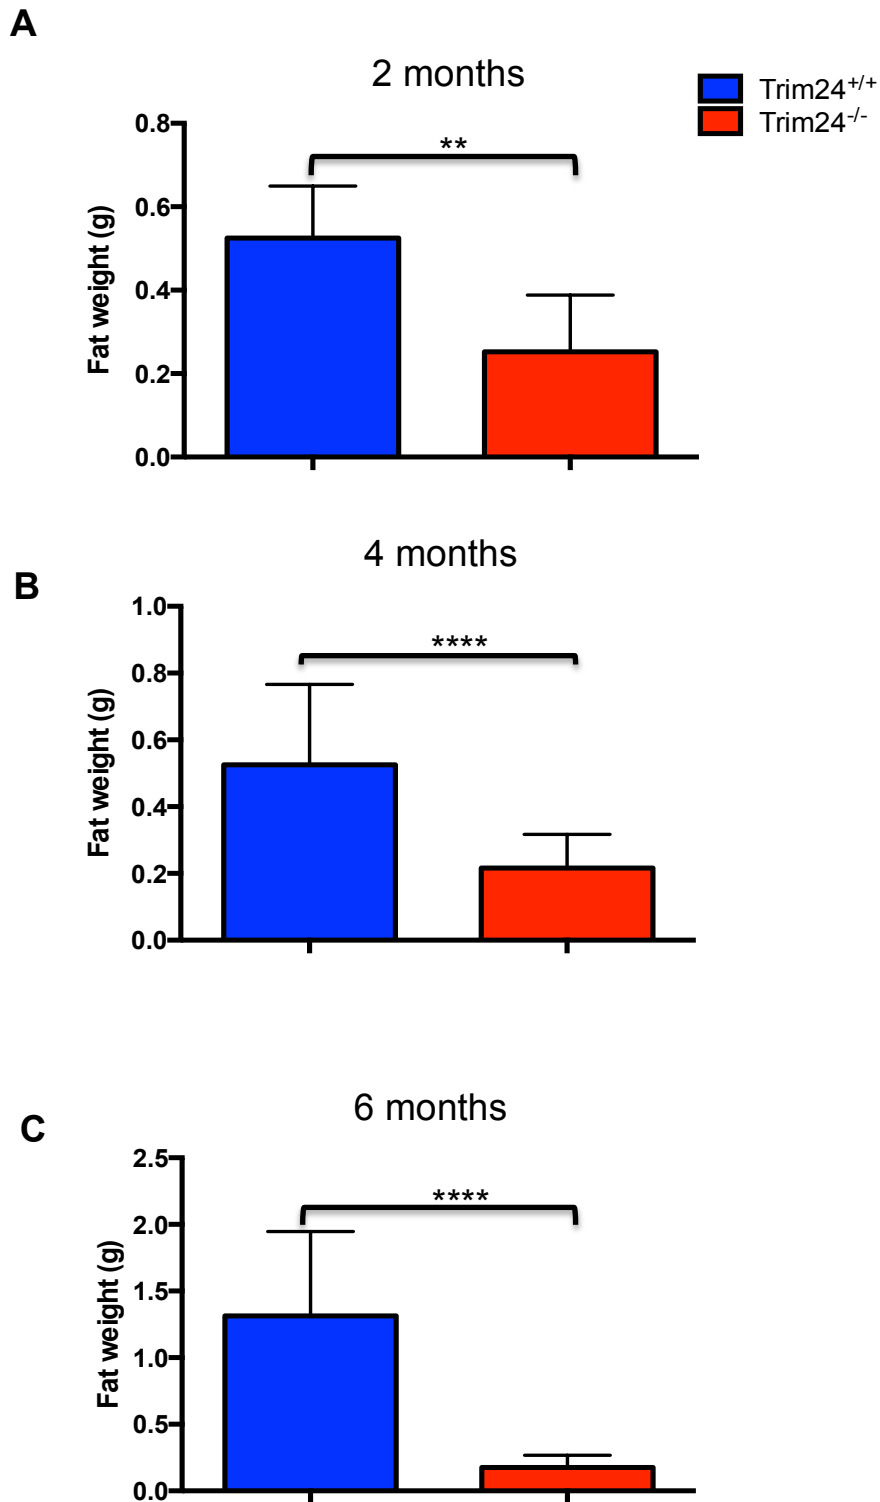 A
2 months
Trim24+/+
Trim24-/-
**
Fat weight (g)
0.8
0.6
0.4
0.2
0.0
B
4 months
****
Fat weight (g)
1.0
0.8
0.6
0.4
0.2
0.0
C
6 months
****
Fat weight (g)
2.5
2.0
1.5
1.0
0.5
0.0